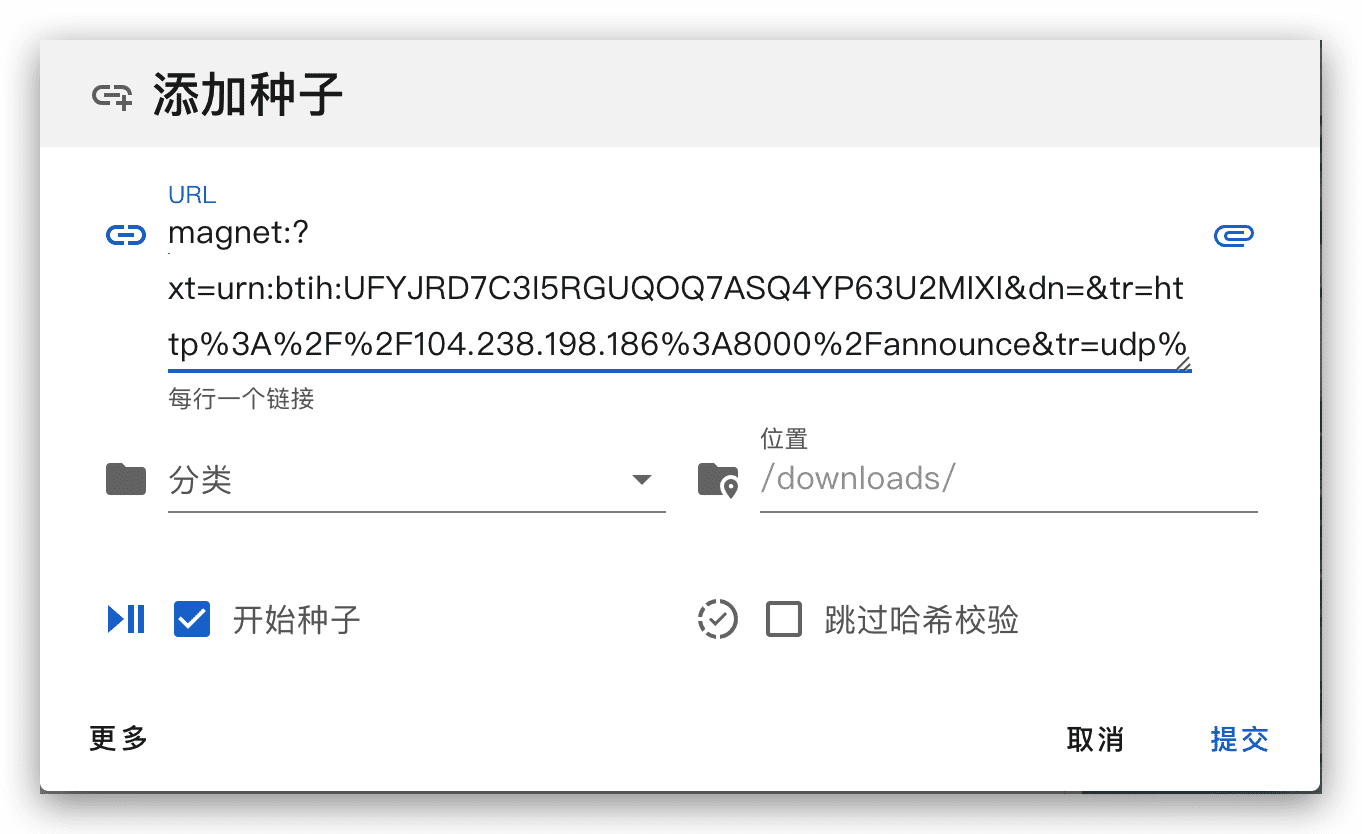 添加种子
URL
magnet:?
xt=urn:btih:UFYJRD7C3I5RGUQOQ7ASQ4YP63U2MIXI&dn=&tr=ht
tp%3A%2F%2F104.238.198.186%3A8000%2Fannounce&tr=udp%
每行一个链接
分类
位置
/downloads/
开始种子
跳过哈希校验
更多
取消
提交